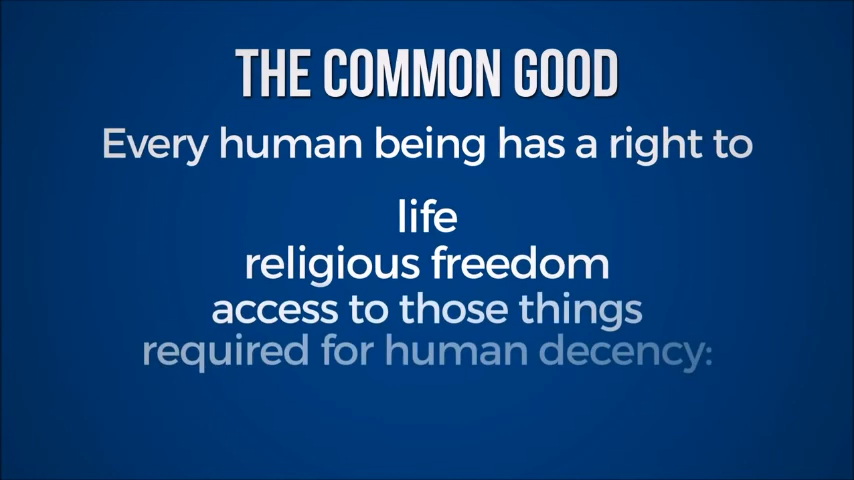 THE COMMON GOOD
Every human being has a right to
life
religious freedom
access to those things
required for human decency: